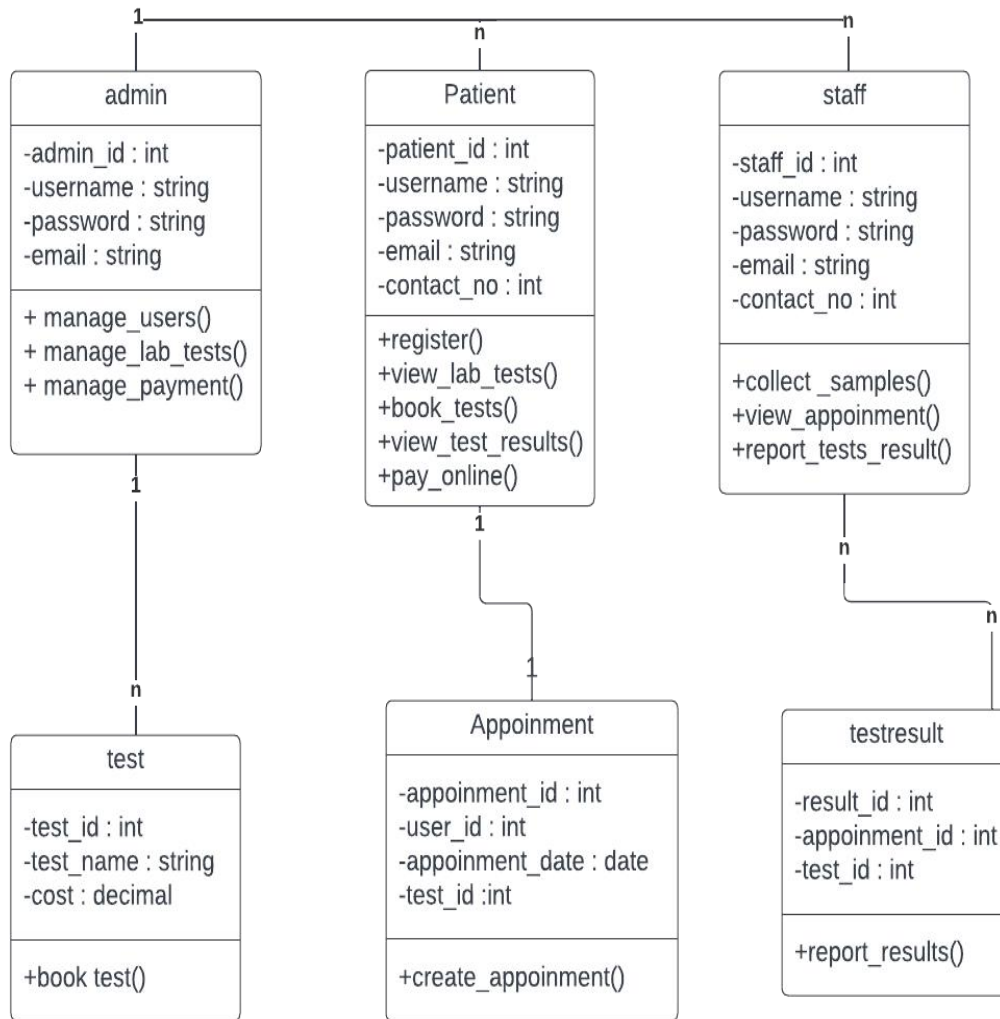 1
n
n
admin
-admin_id : int
-username : string
-password : string
-email : string
+ manage_users()
+ manage_lab_tests()
+ manage_payment()
Patient
-patient_id : int
-username : string
-password : string
-email : string
-contact_no : int
+register()
+view_lab_tests()
+book_tests()
+view_test_results()
+pay_online()
staff
-staff_id : int
-username : string
-password : string
-email : string
-contact_no : int
+collect _samples()
+view_appoinment()
+report_tests_result()
1
n
1
1
n
n
test
-test_id : int
-test_name : string
-cost : decimal
+book test()
Appoinment
-appoinment_id : int
-user_id : int
-appoinment_date : date
-test_id :int
+create_appoinment()
testresult
-result_id : int
-appoinment_id : int
-test_id : int
+report_results()